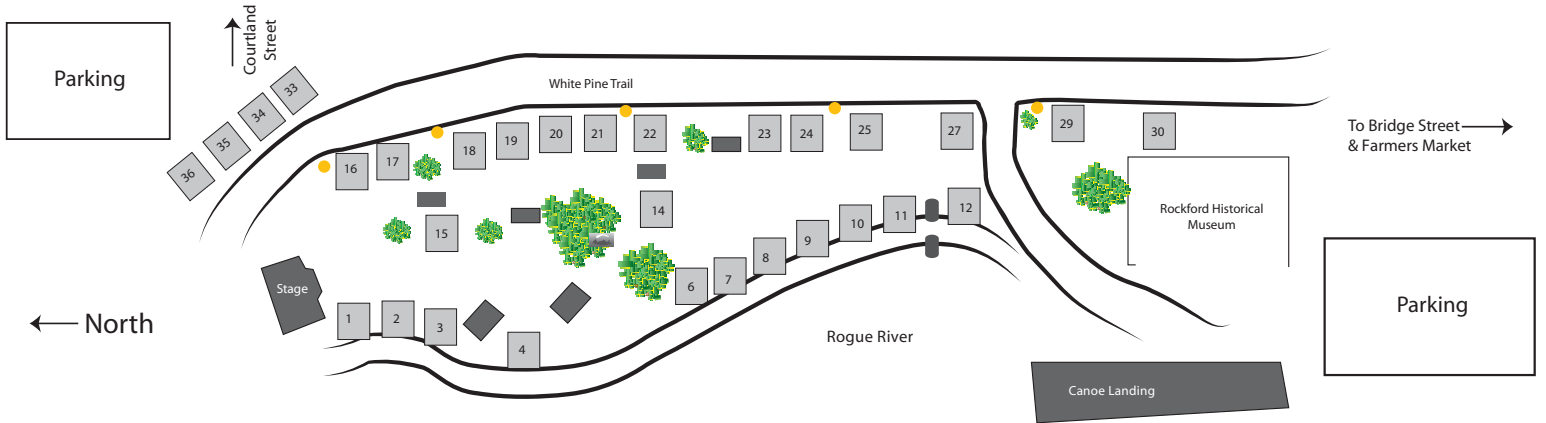 Parking
Courtland
Street
33
34
35
36
White Pine Trail
16
17
18
19
20
21
22
23
24
25
27
29
30
To Bridge Street
& Farmers Market
14
15
12
11
10
9
8
7
6
Rockford Historical
Museum
Stage
1
2
3
4
North
Rogue River
Parking
Canoe Landing